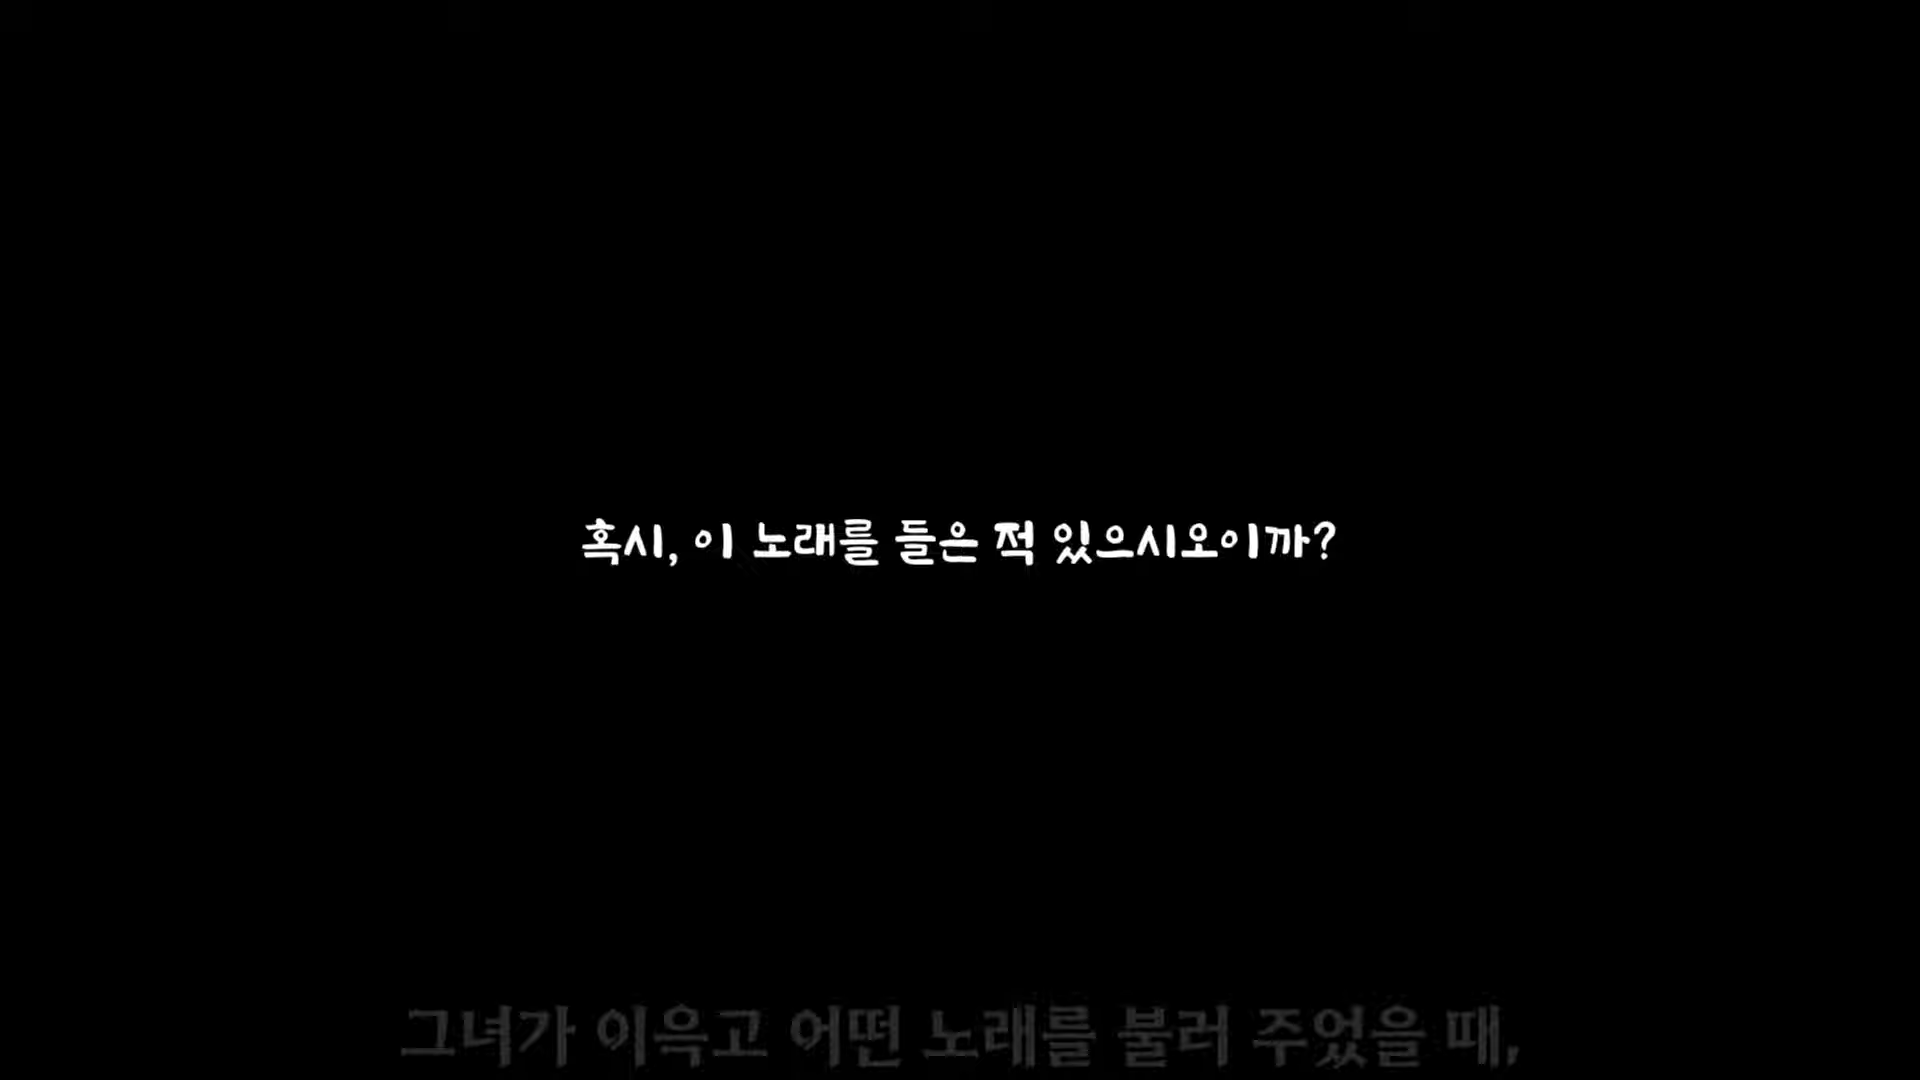 혹시, 이 노래를 들은 적 있으시오이까?
그녀가 이윽고 어떤 노래를 불러 주었을 때,